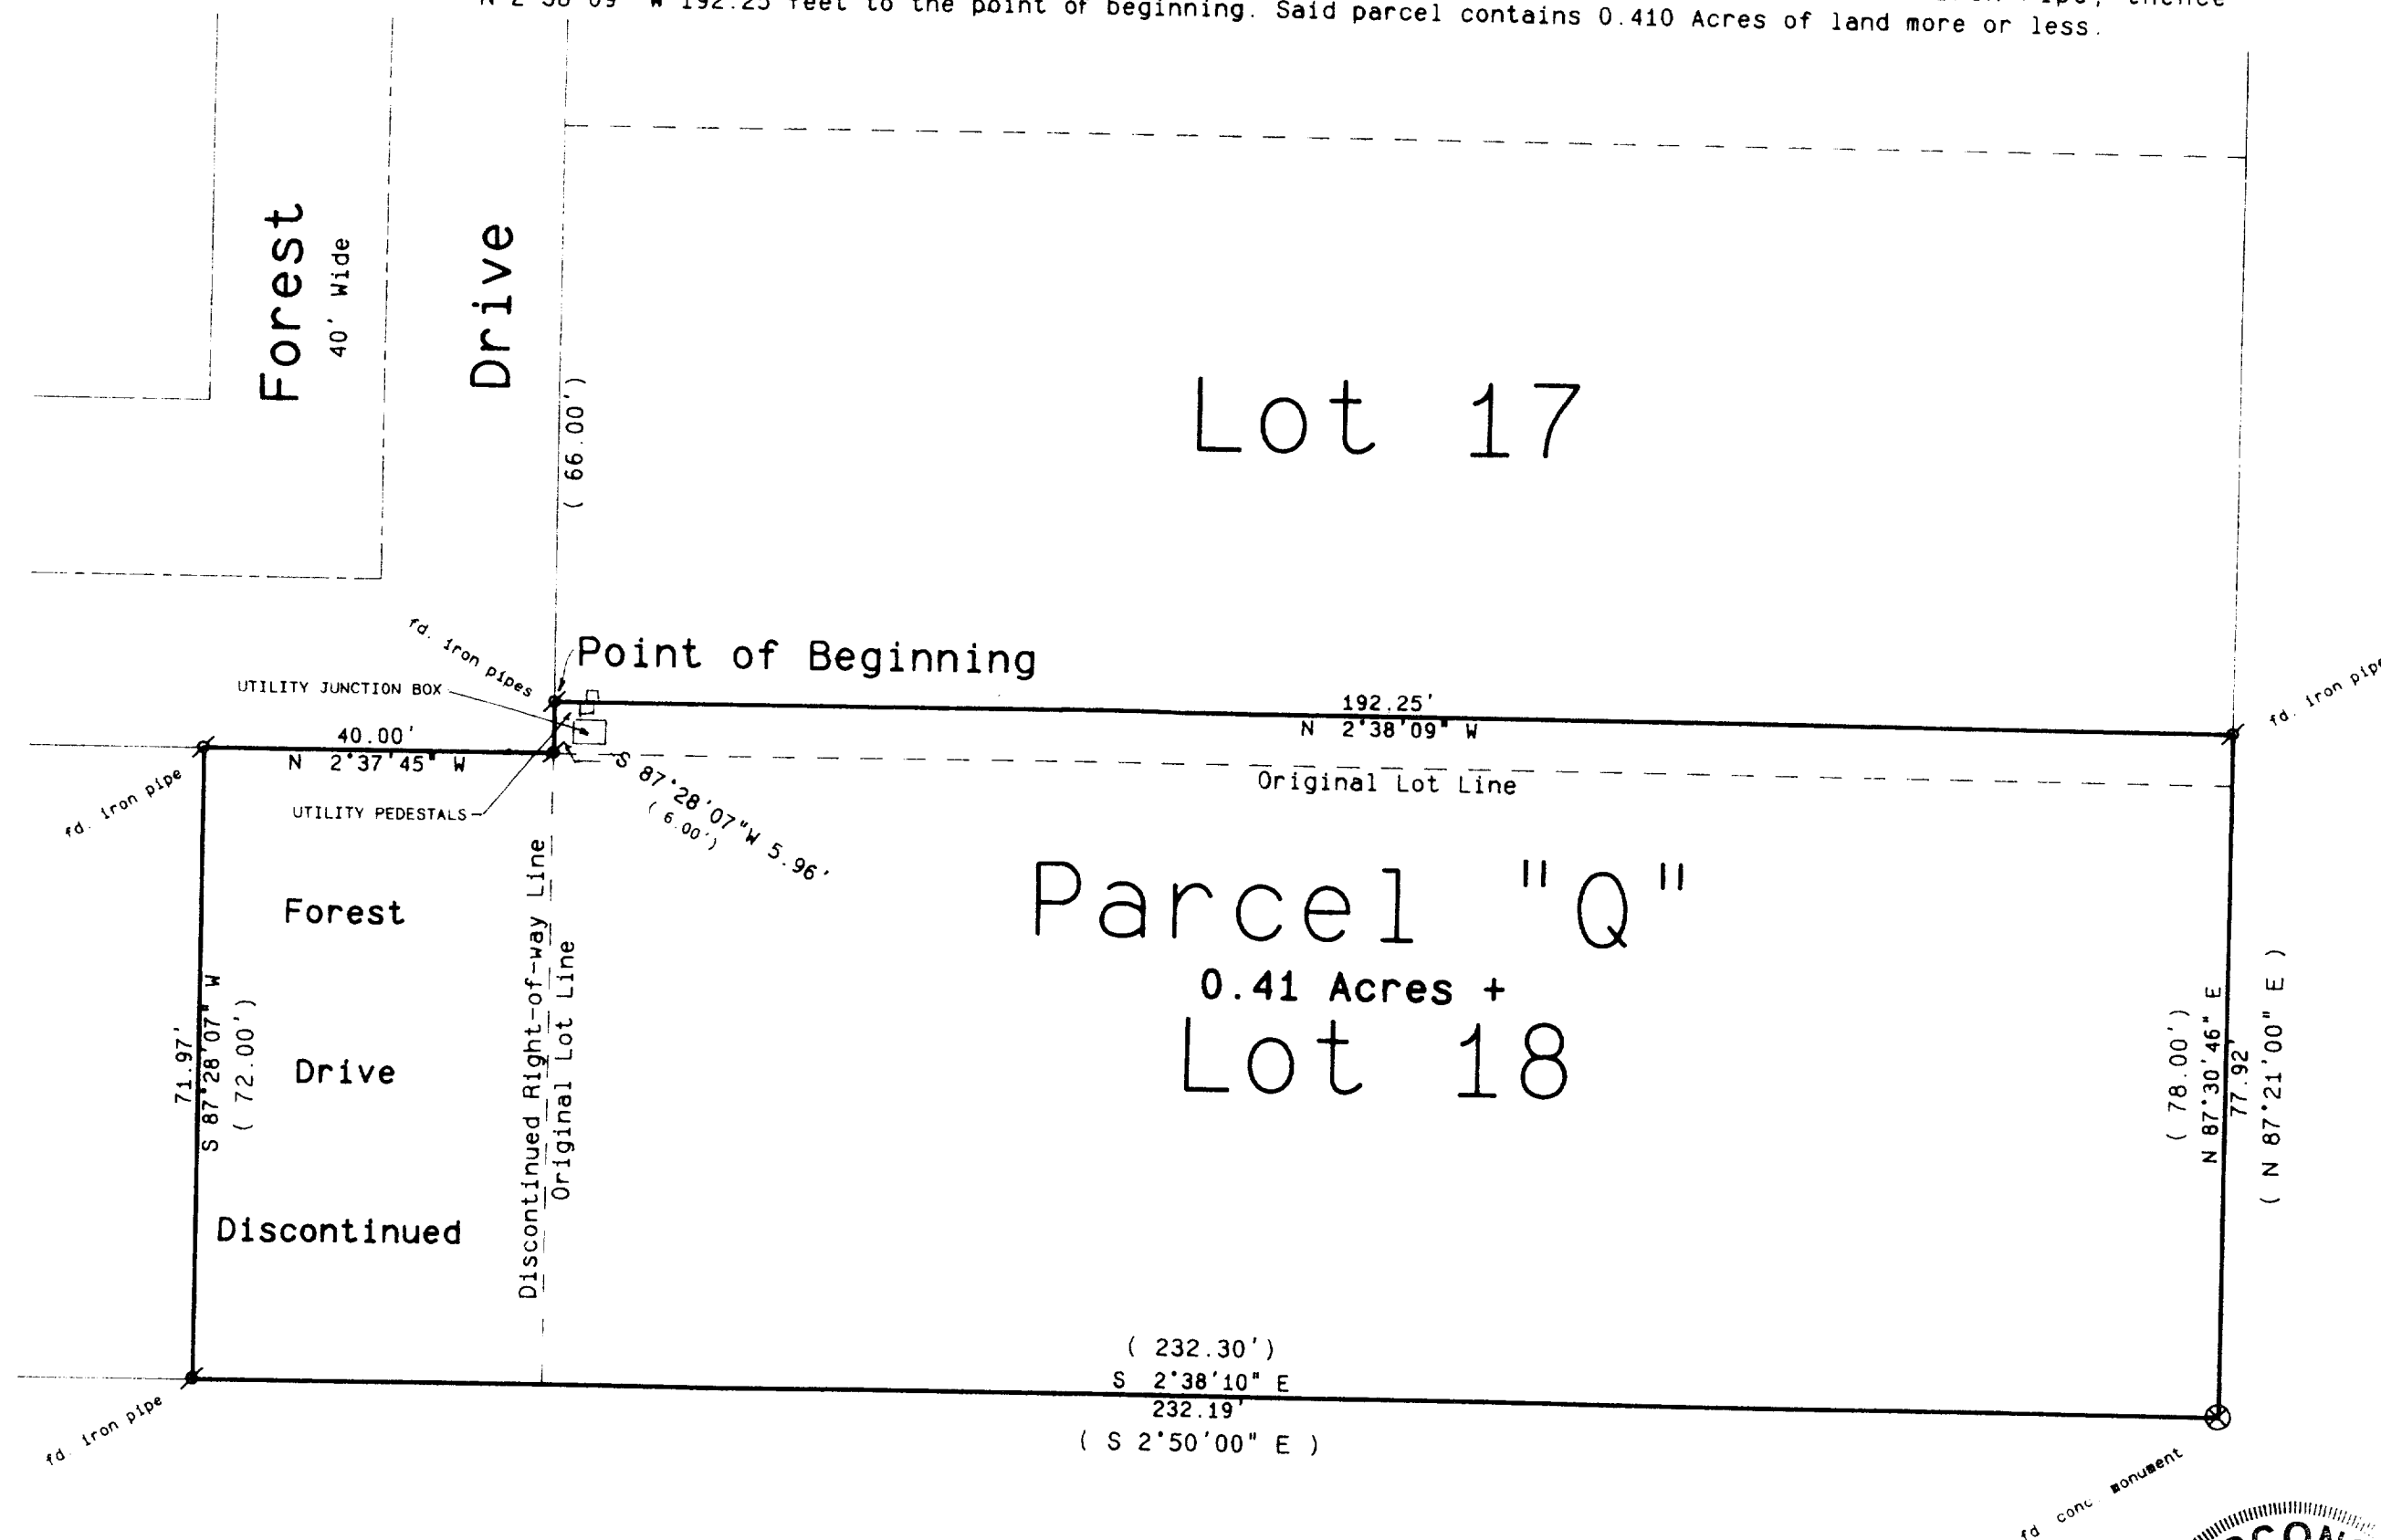 N 2°38'09" W 192.25 feet to the point of beginning. Said parcel contains 0.410 Acres of land more or less.
Forest
40' Wide
Drive
( 66.00')
Lot 17
fd. iron pipes
Point of Beginning
UTILITY JUNCTION BOX
192.25'
N 2°38'09" W
fd. iron pipe
40.00'
N 2°37'45" W
fd. iron pipe
Original Lot Line
UTILITY PEDESTALS
S 87°28'07"W 5.96'
( 6.00')
Parcel "Q"
0.41 Acres +
Lot 18
Forest
Drive
Discontinued
71.97'
S 87°28'07" W
( 72.00')
Discontinued Right-of-way Line
Original Lot Line
( 78.00')
N 87°30'46" E
77.92'
( N 87°21'00" E )
( 232.30')
S 2°38'10" E
232.19'
( S 2°50'00" E )
fd. iron pipe
fd conc. monument